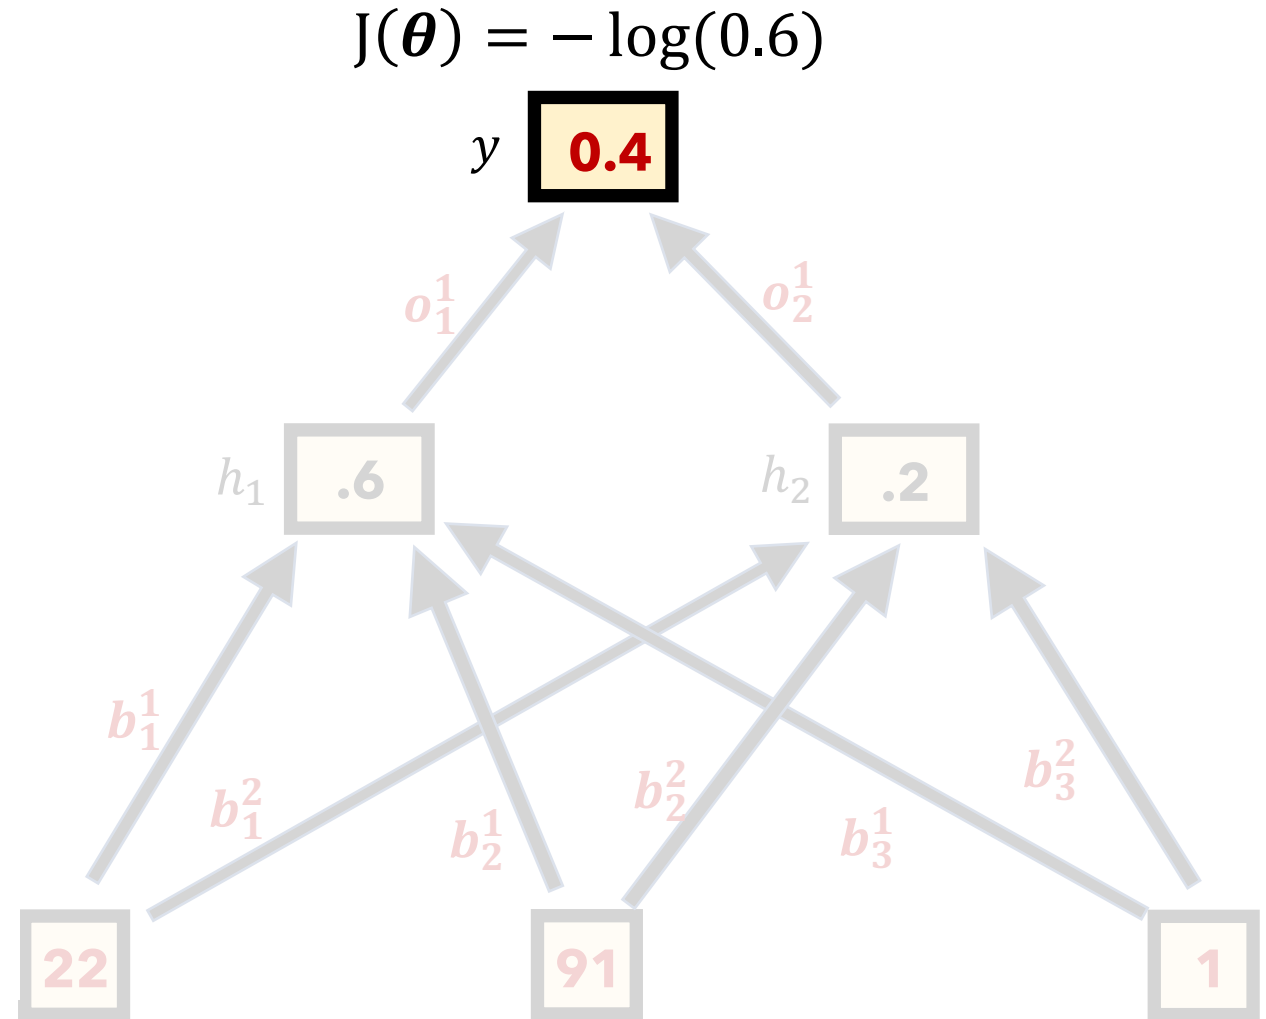 J(θ) = − log(0.6)
y 0.4
o₁¹ o₂¹
h₁ .6 h₂ .2
b₁¹ b₁² b₂¹ b₂² b₃¹ b₃²
22 91 1